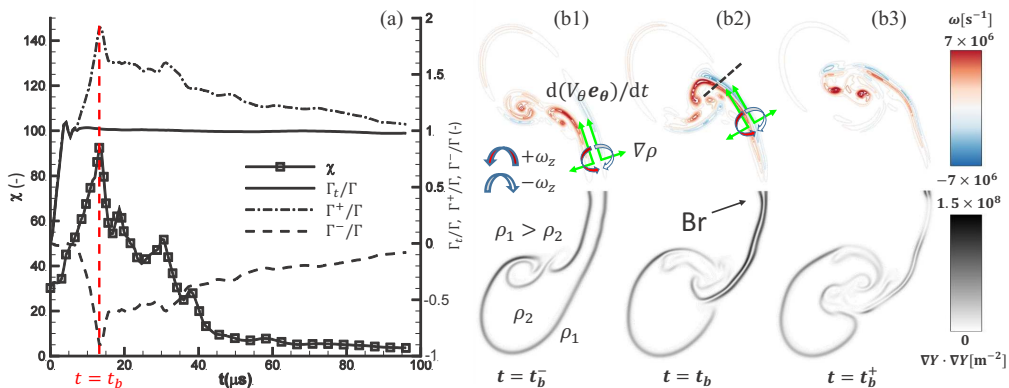 (a)
140
120
100
80
60
40
20
0
χ (-)
2
1.5
1
0.5
0
-0.5
-1
Γt/Γ, Γ⁺/Γ, Γ⁻/Γ (-)
χ
Γt/Γ
Γ⁺/Γ
Γ⁻/Γ
0 20 40 60 80 100
t = tb t(μs)
(b1) (b2) (b3)
d(Vθeθ)/dt
∇ρ
+ωz
−ωz
ρ1 > ρ2
Br
ρ2
ρ1
t = tb⁻ t = tb t = tb⁺
ω[s⁻¹]
7 × 10⁶
−7 × 10⁶
1.5 × 10⁸
0
∇Y · ∇Y[m⁻²]